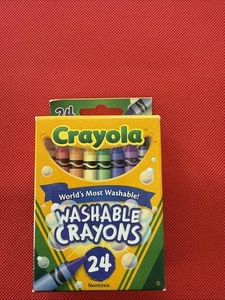 24
Crayola
World's Most Washable!
WASHABLE
CRAYONS
24
Nontoxic